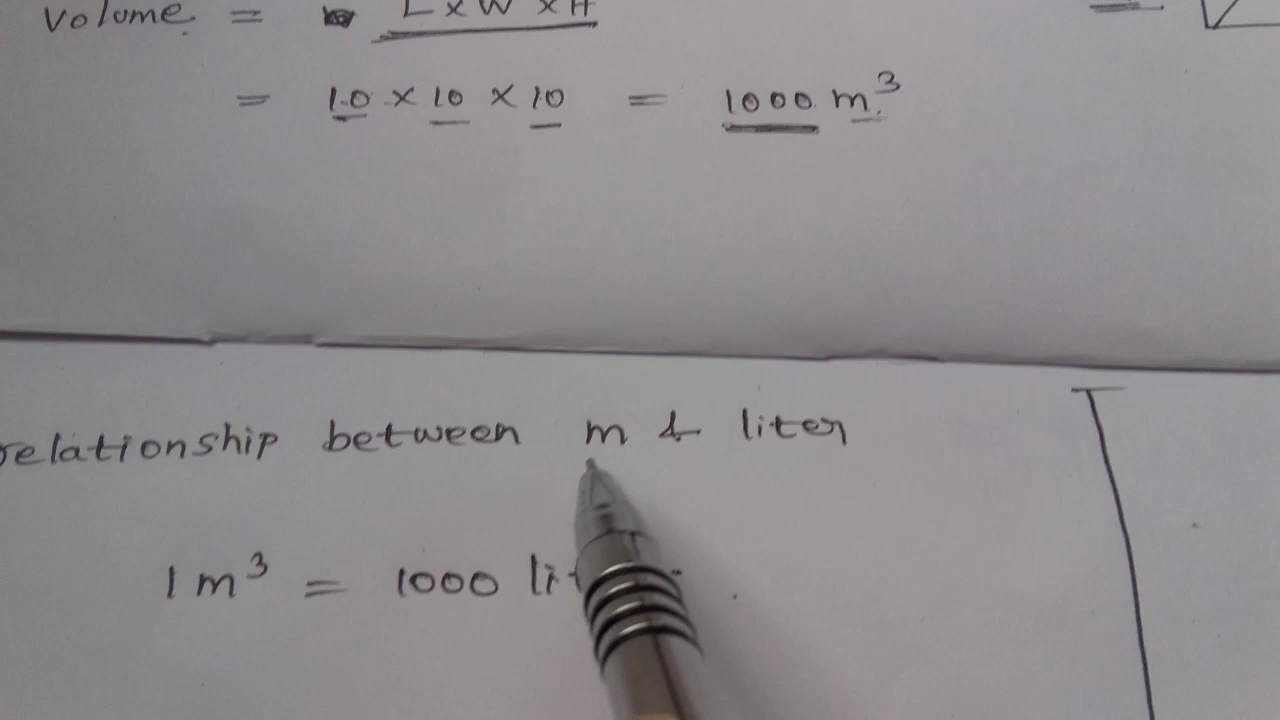 Volume = L x W x H
= 10 x 10 x 10 = 1000 m³
relationship between m & liter
1 m³ = 1000